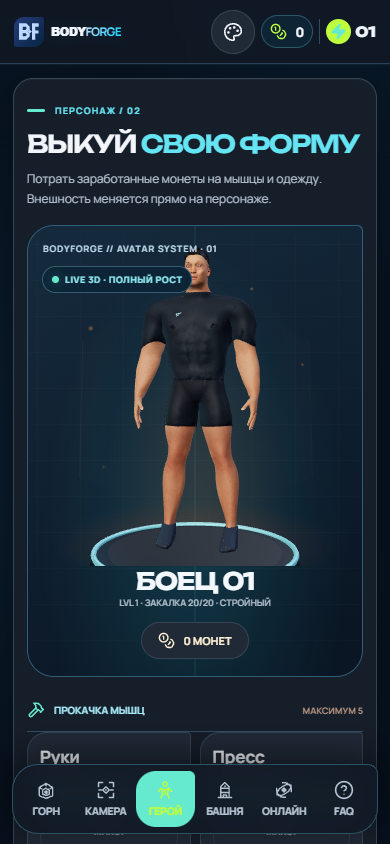 BF BODYFORGE
0
01
ПЕРСОНАЖ / 02
ВЫКУЙ СВОЮ ФОРМУ
Потрать заработанные монеты на мышцы и одежду.
Внешность меняется прямо на персонаже.
BODYFORGE // AVATAR SYSTEM · 01
LIVE 3D · ПОЛНЫЙ РОСТ
БОЕЦ 01
LVL 1 · ЗАКАЛКА 20/20 · СТРОЙНЫЙ
0 МОНЕТ
ПРОКАЧКА МЫШЦ
МАКСИМУМ 5
Руки
Пресс
ГОРН
КАМЕРА
ГЕРОЙ
БАШНЯ
ОНЛАЙН
FAQ